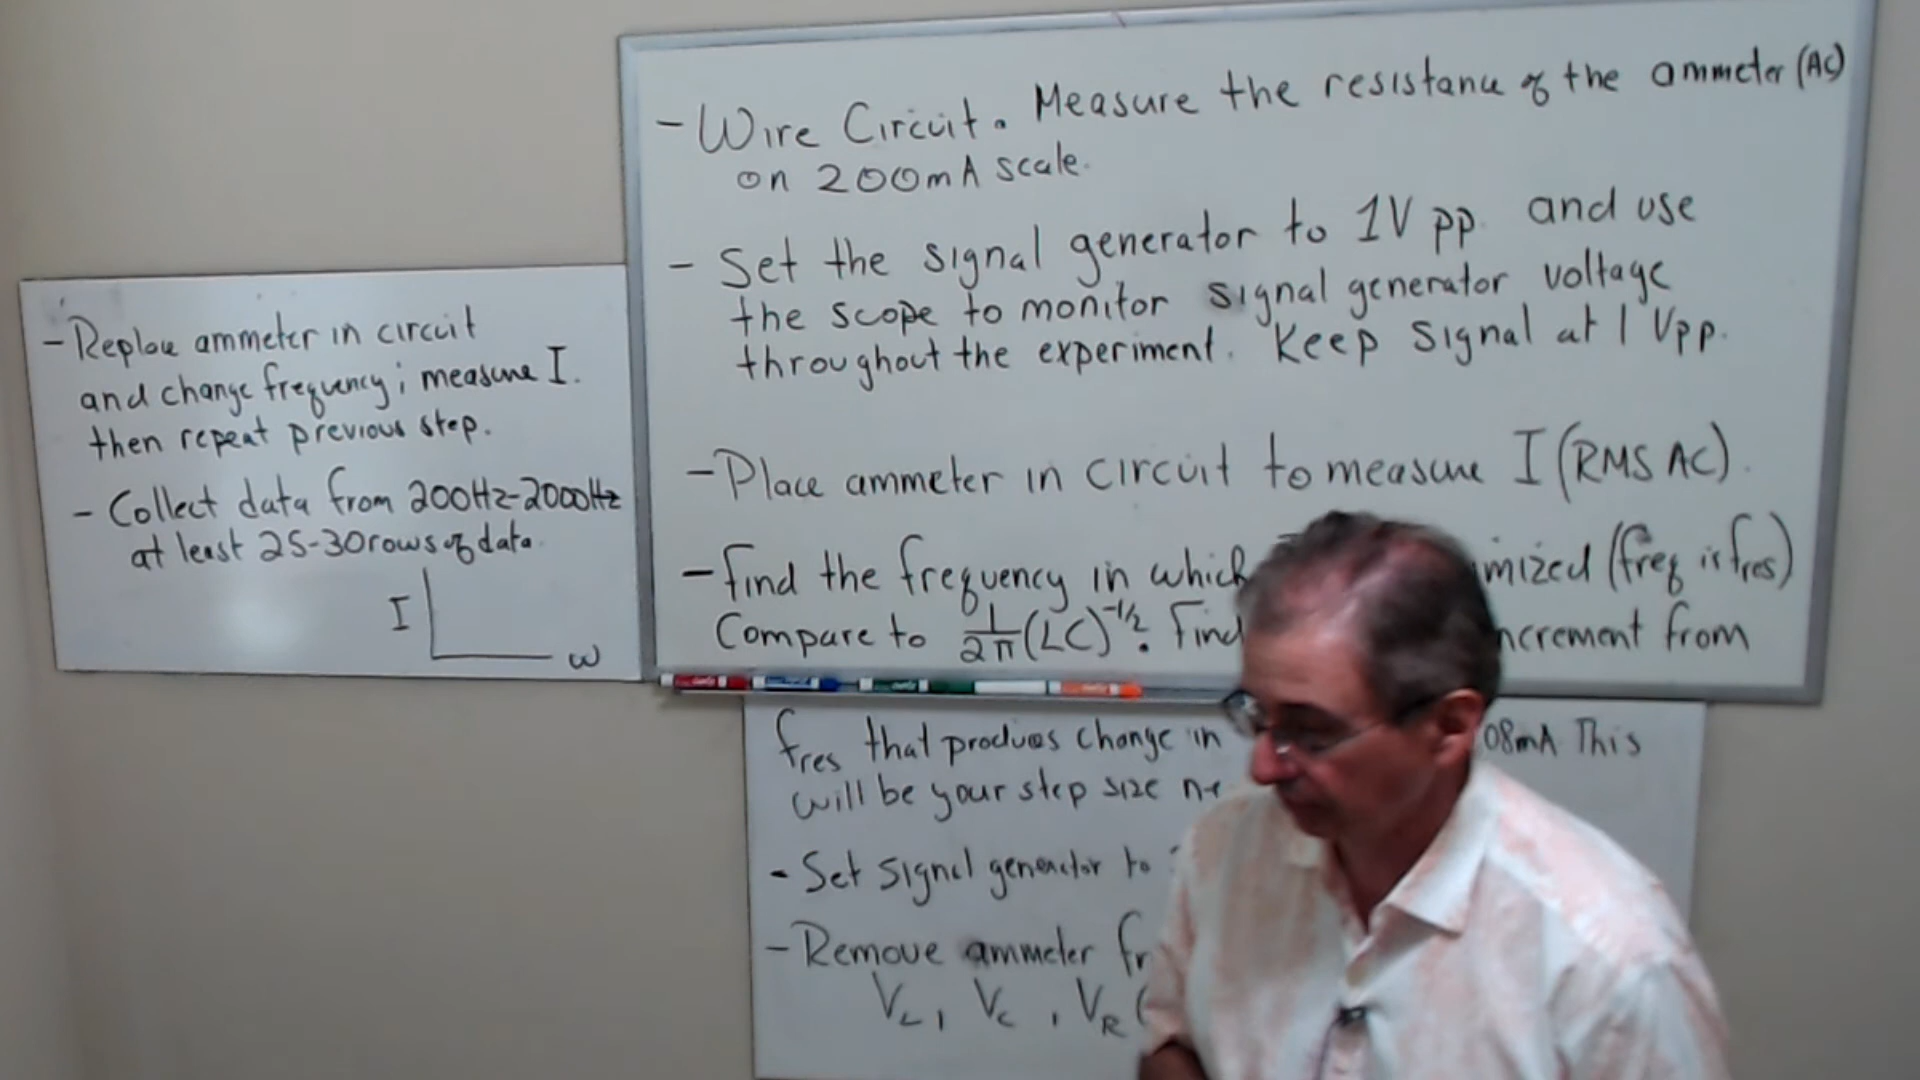 - Wire Circuit. Measure the resistance of the ammeter (AC)
on 200mA scale.
- Set the signal generator to 1V pp and use
the scope to monitor signal generator voltage
throughout the experiment. Keep Signal at 1 Vpp.
- Place ammeter in circuit to measure I (RMS AC).
- Find the frequency in which (freq is fres)
Compare to 1/2π (LC)^-1/2. Find from
fres that produces change in This
will be your step size
- Set signal generator to
- Remove ammeter
VL, VC, VR (
- Replace ammeter in circuit
and change frequency; measure I.
then repeat previous step.
- Collect data from 200Hz-2000Hz
at least 25-30 rows of data.
I
ω